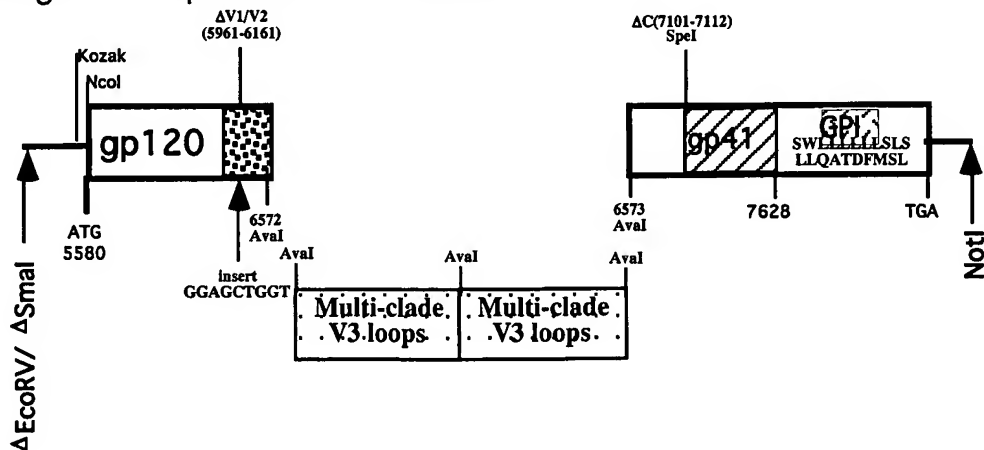 ΔV1/V2
(5961-6161)
ΔC(7101-7112)
SpeI
Kozak
NcoI
gp120
gp41
GPI
SWLLLLLLSLS
LLQATDFMSL
ATG
5580
6572
AvaI
insert
GGAGCTGGT
6573
AvaI
7628
TGA
NotI
AvaI
AvaI
AvaI
Multi-clade
V3 loops
Multi-clade
V3 loops
ΔEcoRV/ ΔSmaI